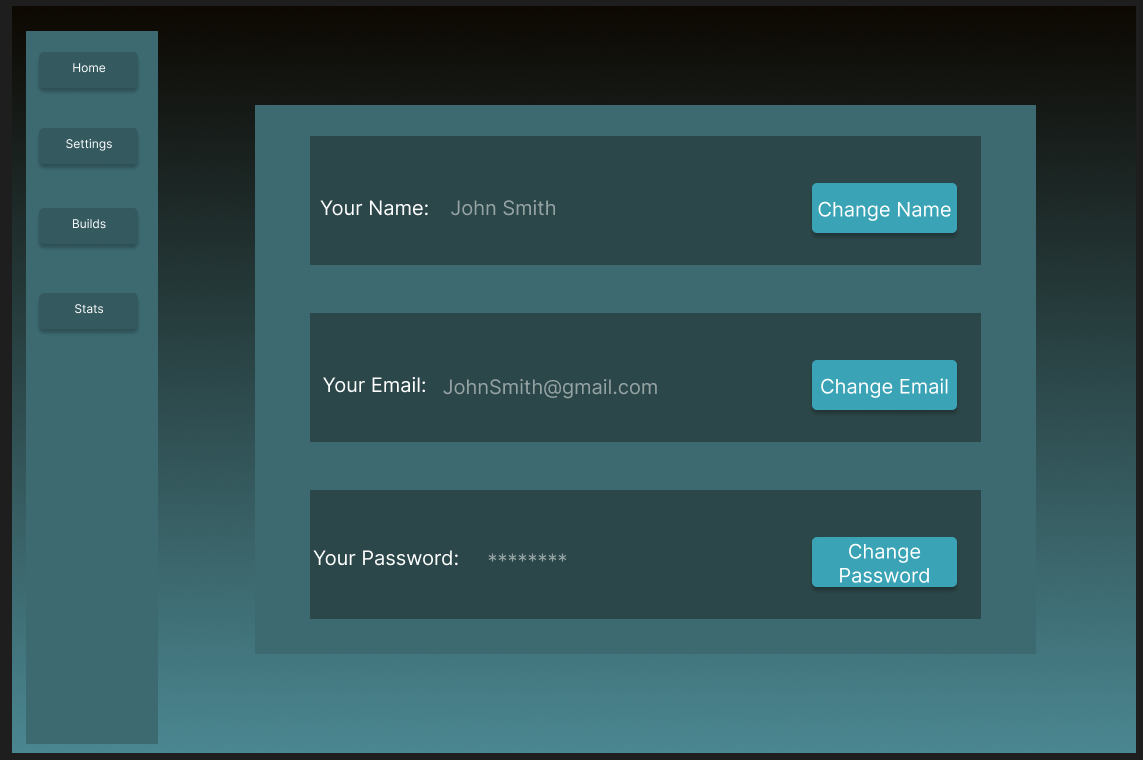 Home
Settings
Builds
Stats
Your Name: John Smith
Change Name
Your Email: JohnSmith@gmail.com
Change Email
Your Password: ********
Change
Password